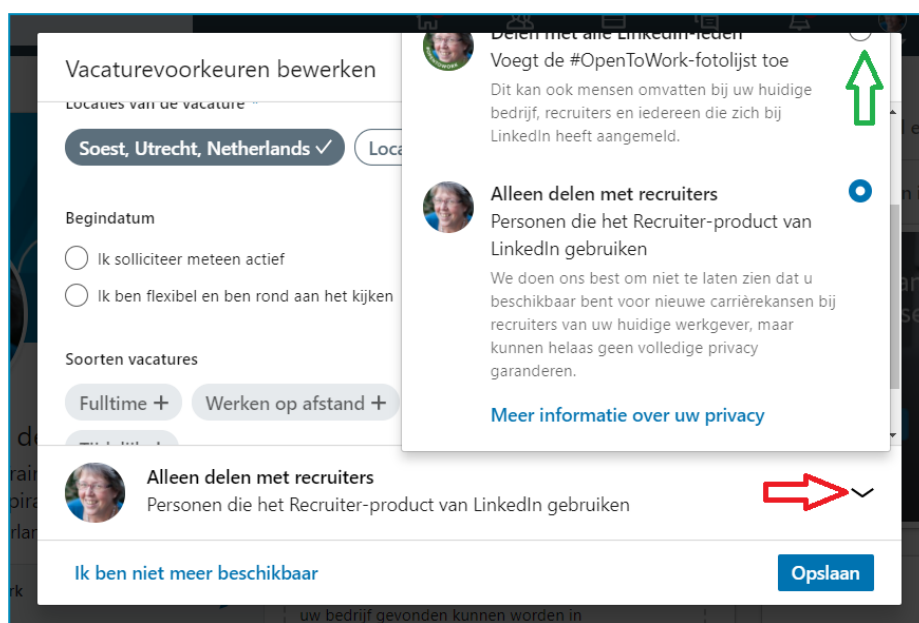 Vacaturevoorkeuren bewerken
Locaties van de vacature *
Soest, Utrecht, Netherlands ✓
Loca
Begindatum
Ik solliciteer meteen actief
Ik ben flexibel en ben rond aan het kijken
Soorten vacatures
Fulltime +
Werken op afstand +
Delen met alle LinkedIn-leden
Voegt de #OpenToWork-fotolijst toe
Dit kan ook mensen omvatten bij uw huidige
bedrijf, recruiters en iedereen die zich bij
LinkedIn heeft aangemeld.
Alleen delen met recruiters
Personen die het Recruiter-product van
LinkedIn gebruiken
We doen ons best om niet te laten zien dat u
beschikbaar bent voor nieuwe carrièrekansen bij
recruiters van uw huidige werkgever, maar
kunnen helaas geen volledige privacy
garanderen.
Meer informatie over uw privacy
Alleen delen met recruiters
Personen die het Recruiter-product van LinkedIn gebruiken
Ik ben niet meer beschikbaar
Opslaan
uw bedrijf gevonden kunnen worden in